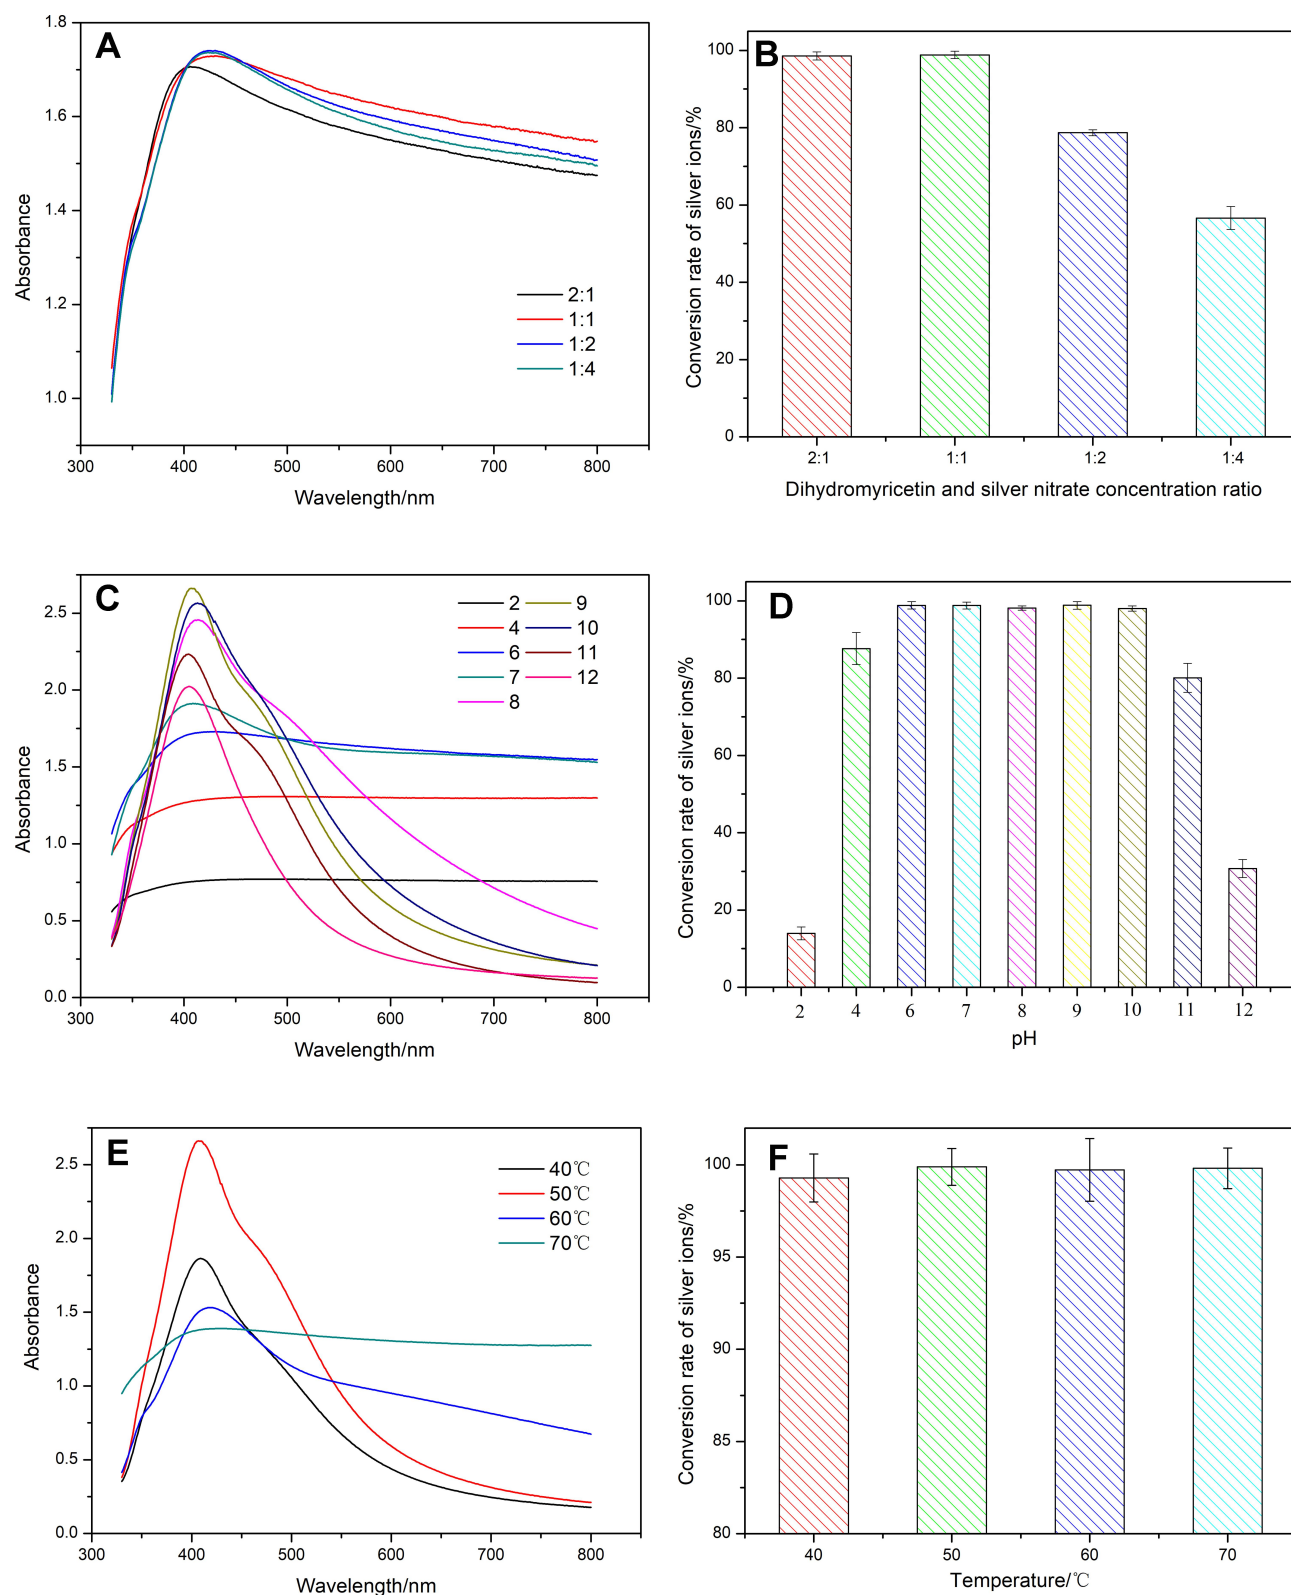 A
1.8
1.6
1.4
1.2
1.0
Absorbance
2:1
1:1
1:2
1:4
300 400 500 600 700 800
Wavelength/nm
B
100
80
60
40
20
0
Conversion rate of silver ions/%
2:1 1:1 1:2 1:4
Dihydromyricetin and silver nitrate concentration ratio
C
2.5
2.0
1.5
1.0
0.5
0.0
Absorbance
2 9
4 10
6 11
7 12
8
300 400 500 600 700 800
Wavelength/nm
D
100
80
60
40
20
0
Conversion rate of silver ions/%
2 4 6 7 8 9 10 11 12
pH
E
2.5
2.0
1.5
1.0
0.5
0.0
Absorbance
40℃
50℃
60℃
70℃
300 400 500 600 700 800
Wavelength/nm
F
100
95
90
85
80
Conversion rate of silver ions/%
40 50 60 70
Temperature/℃